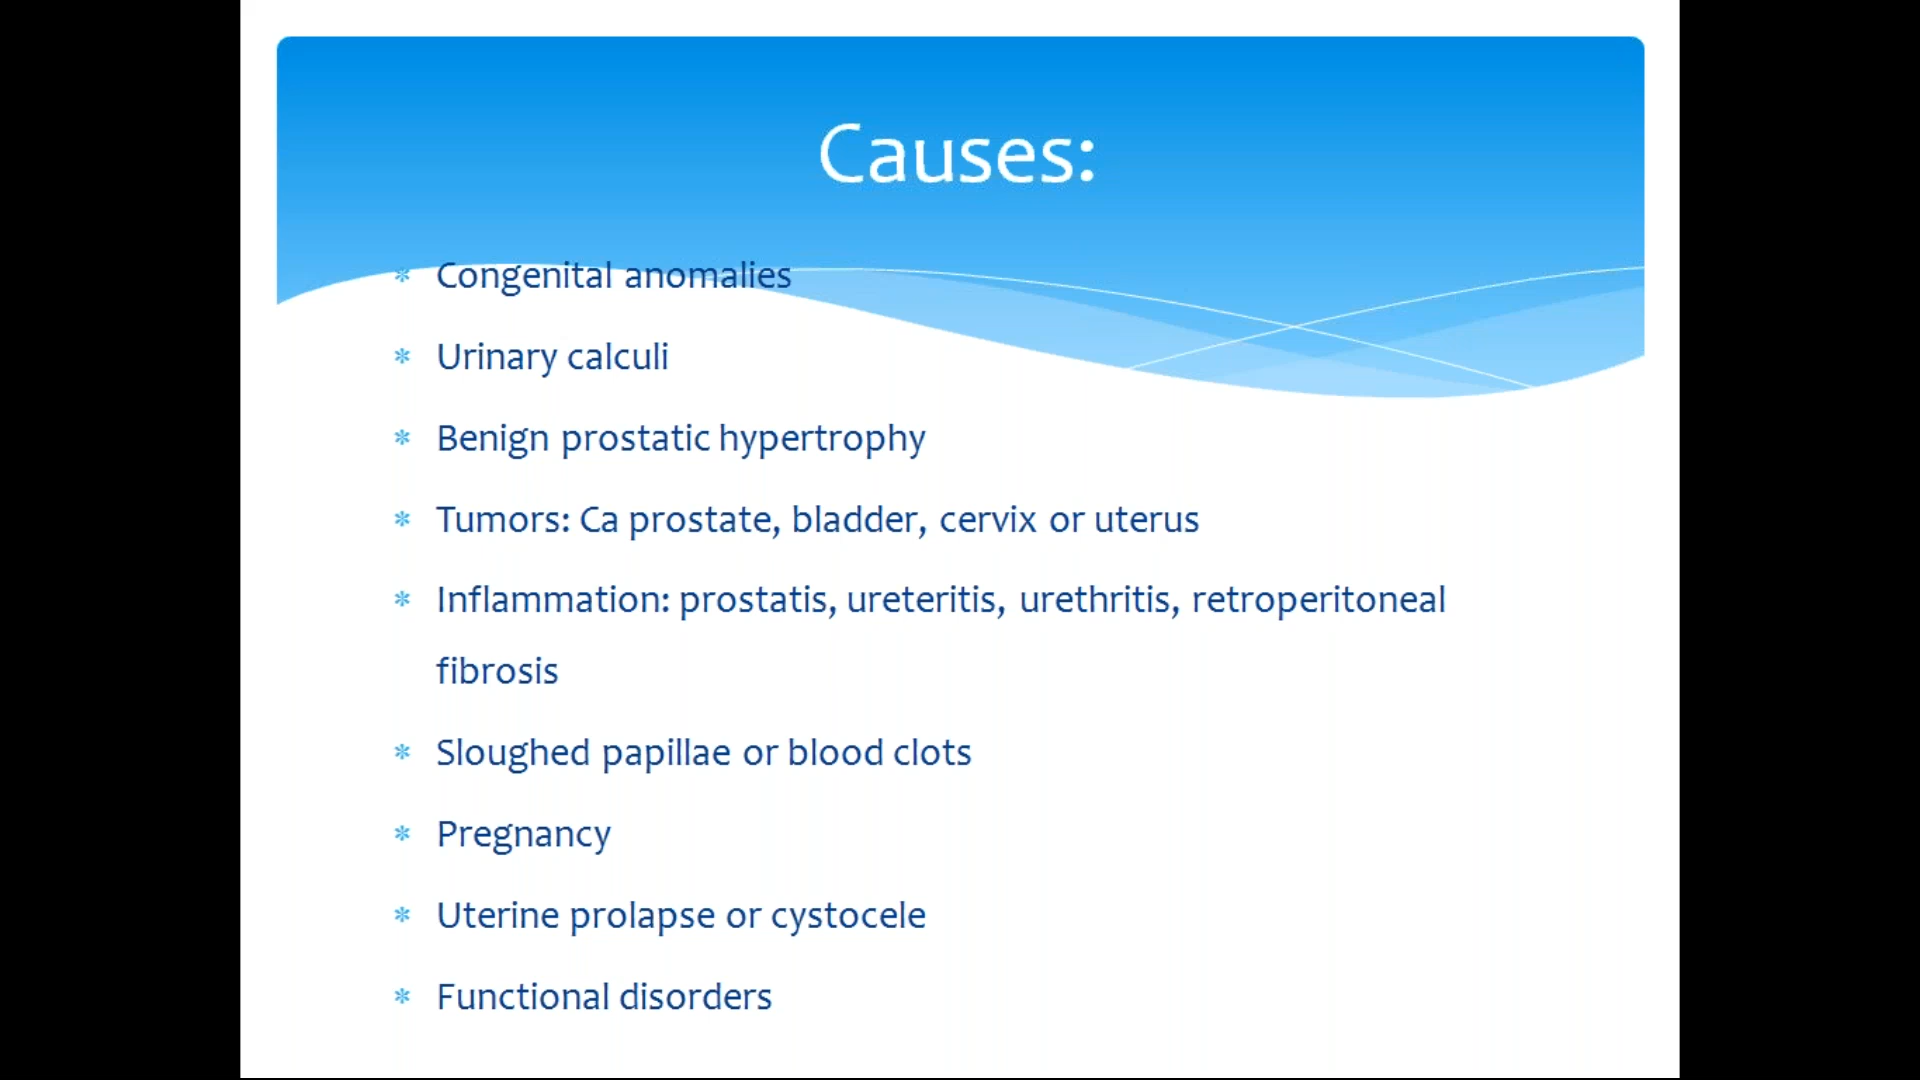 Causes:
* Congenital anomalies
* Urinary calculi
* Benign prostatic hypertrophy
* Tumors: Ca prostate, bladder, cervix or uterus
* Inflammation: prostatis, ureteritis, urethritis, retroperitoneal
fibrosis
* Sloughed papillae or blood clots
* Pregnancy
* Uterine prolapse or cystocele
* Functional disorders